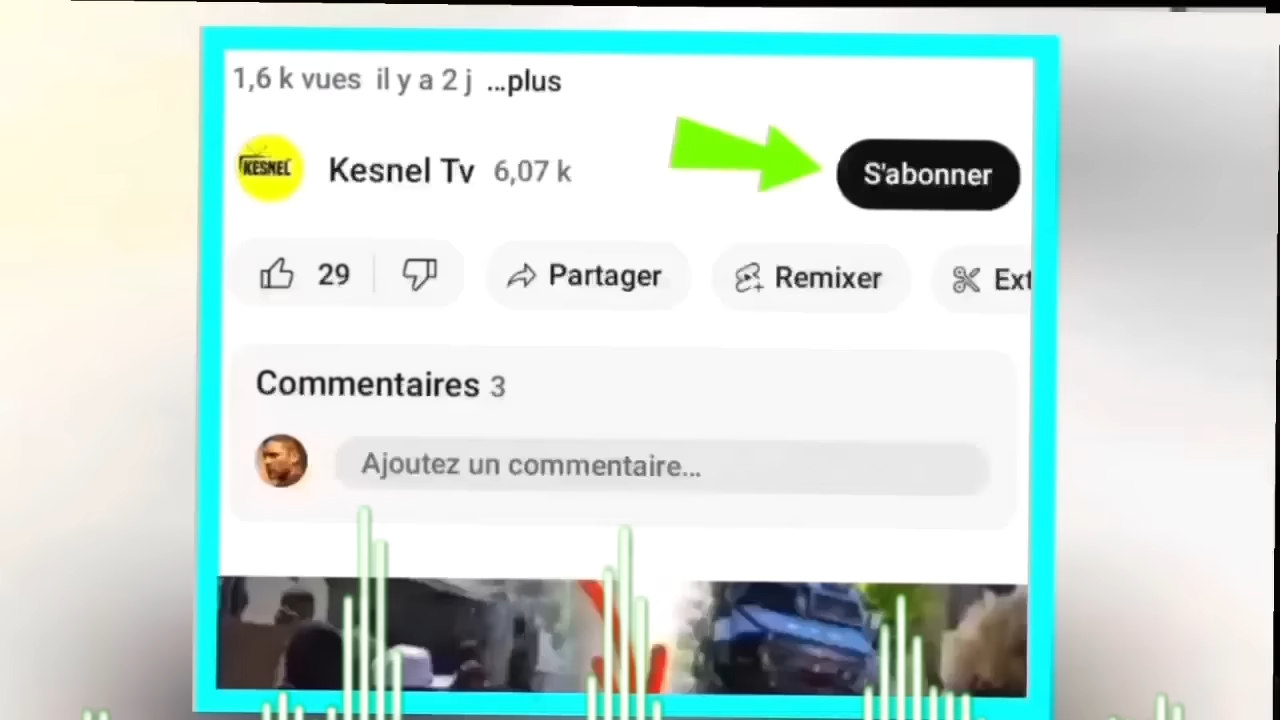 1,6 k vues il y a 2 j ...plus
KESNEL
Kesnel Tv 6,07 k
S'abonner
29
Partager
Remixer
Ext
Commentaires 3
Ajoutez un commentaire...